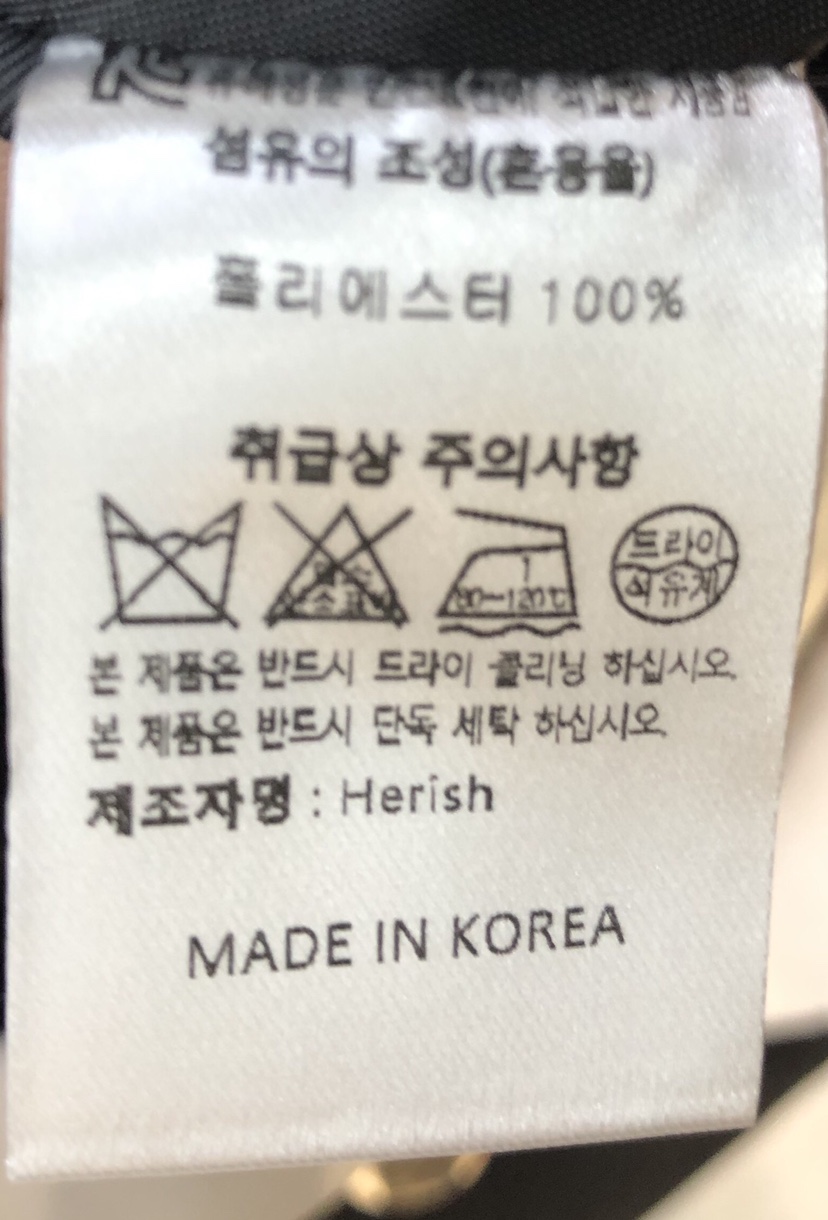 섬유의 조성(혼용율)
폴리에스터 100%
취급상 주의사항
80~120℃
드라이
석유계
본 제품은 반드시 드라이 클리닝 하십시오.
본 제품은 반드시 단독 세탁 하십시오.
제조자명 : Herish
MADE IN KOREA